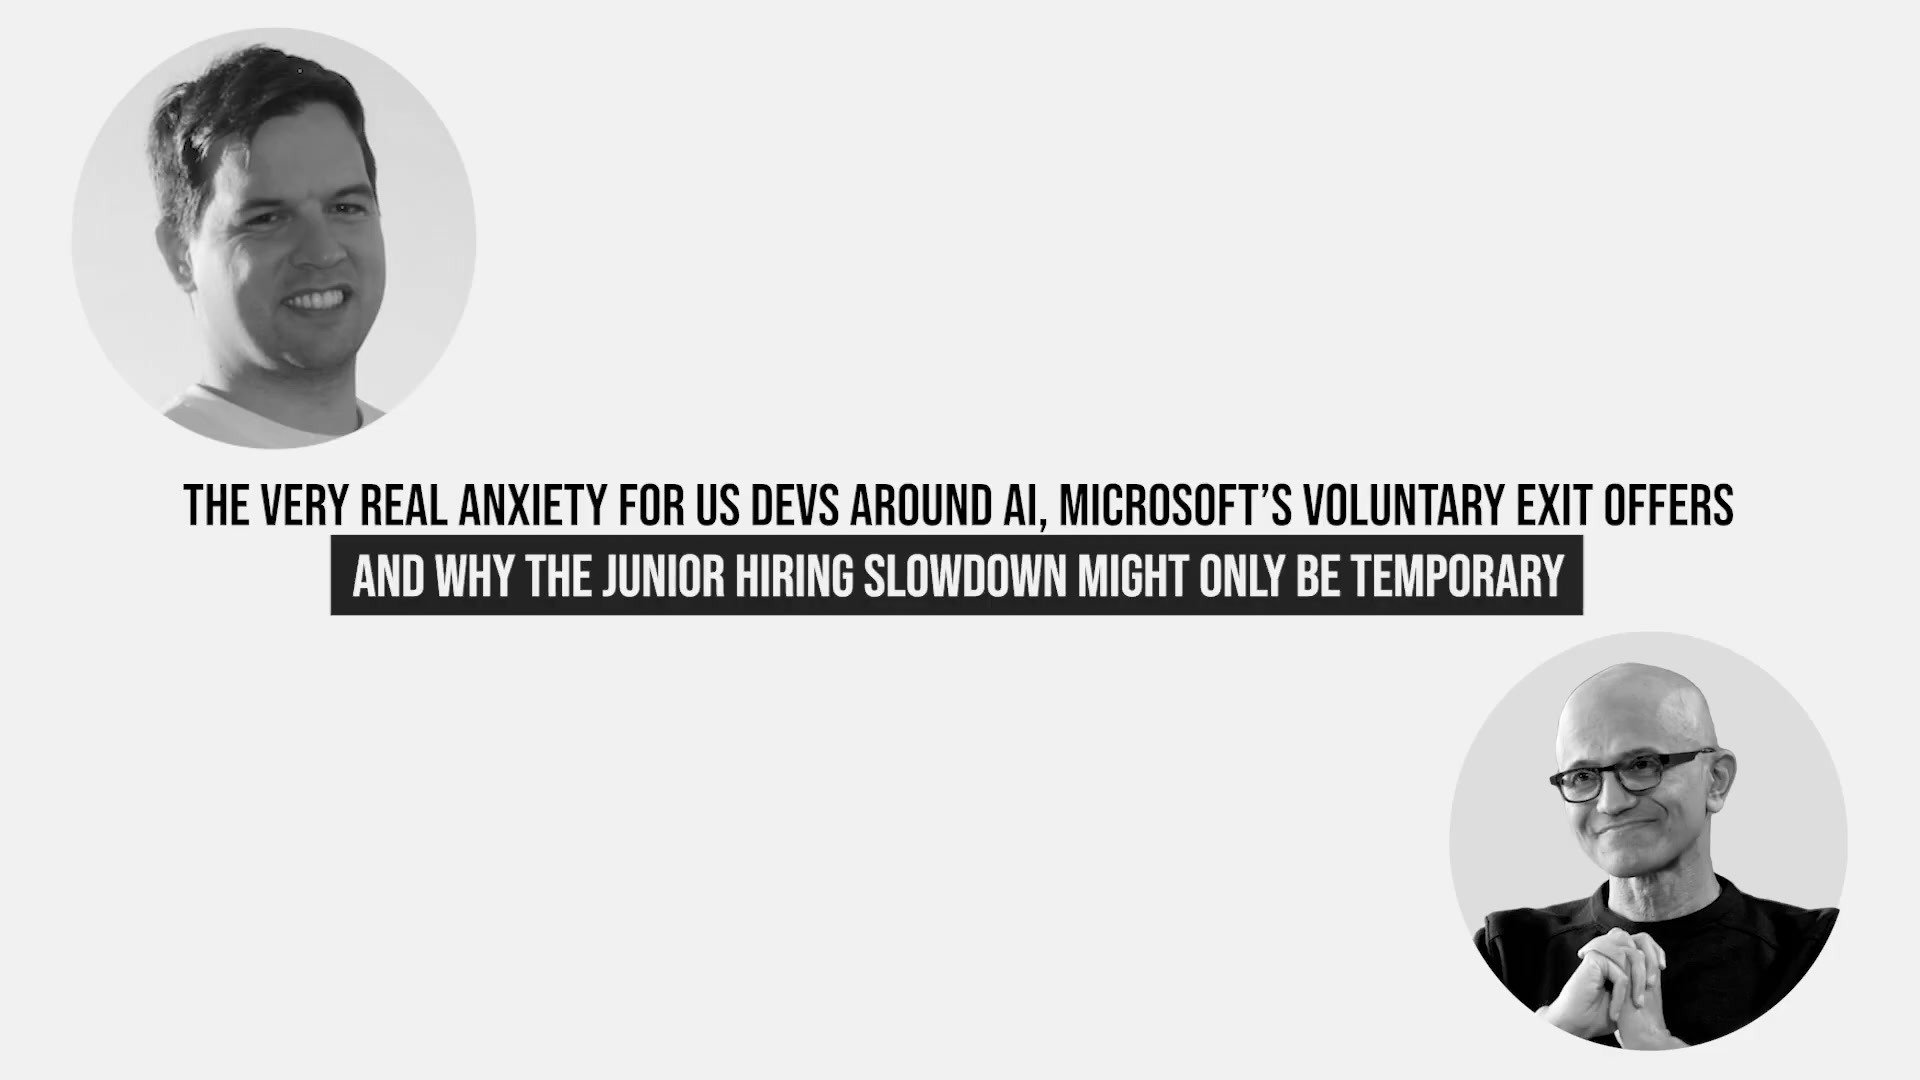 THE VERY REAL ANXIETY FOR US DEVS AROUND AI, MICROSOFT’S VOLUNTARY EXIT OFFERS
AND WHY THE JUNIOR HIRING SLOWDOWN MIGHT ONLY BE TEMPORARY